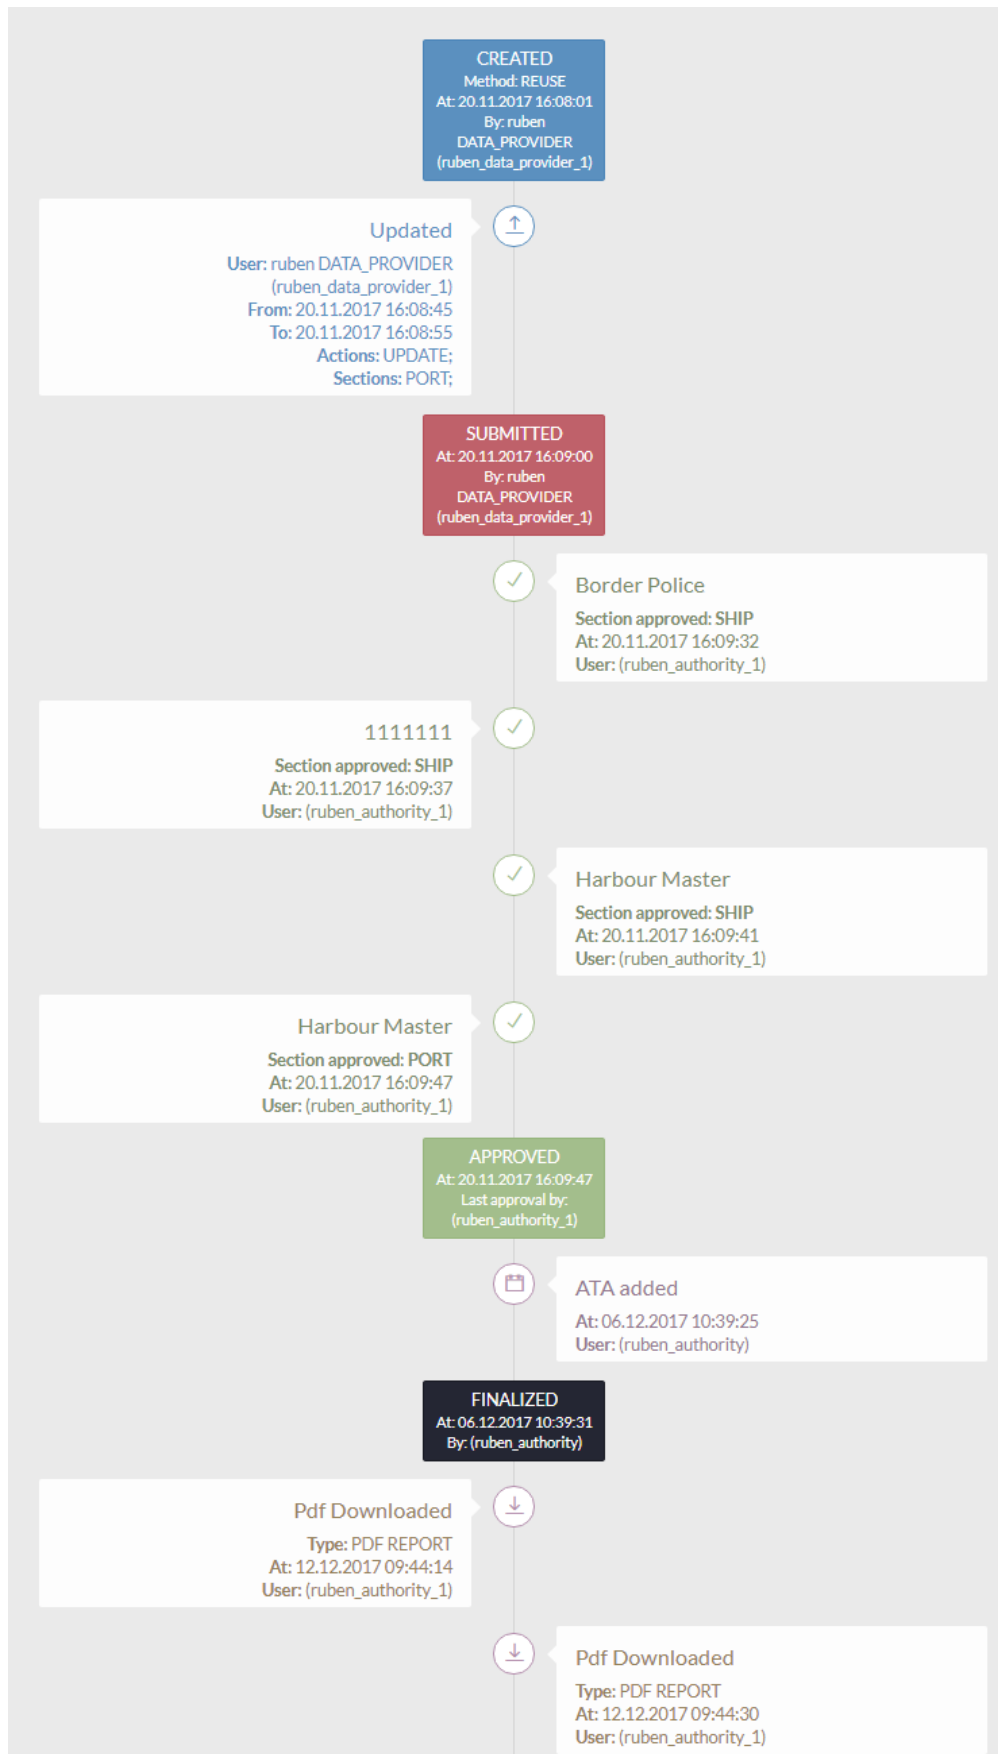 CREATED
Method: REUSE
At: 20.11.2017 16:08:01
By: ruben
DATA_PROVIDER
(ruben_data_provider_1)
Updated
User: ruben DATA_PROVIDER
(ruben_data_provider_1)
From: 20.11.2017 16:08:45
To: 20.11.2017 16:08:55
Actions: UPDATE;
Sections: PORT;
SUBMITTED
At: 20.11.2017 16:09:00
By: ruben
DATA_PROVIDER
(ruben_data_provider_1)
Border Police
Section approved: SHIP
At: 20.11.2017 16:09:32
User: (ruben_authority_1)
1111111
Section approved: SHIP
At: 20.11.2017 16:09:37
User: (ruben_authority_1)
Harbour Master
Section approved: SHIP
At: 20.11.2017 16:09:41
User: (ruben_authority_1)
Harbour Master
Section approved: PORT
At: 20.11.2017 16:09:47
User: (ruben_authority_1)
APPROVED
At: 20.11.2017 16:09:47
Last approval by:
(ruben_authority_1)
ATA added
At: 06.12.2017 10:39:25
User: (ruben_authority)
FINALIZED
At: 06.12.2017 10:39:31
By: (ruben_authority)
Pdf Downloaded
Type: PDF REPORT
At: 12.12.2017 09:44:14
User: (ruben_authority_1)
Pdf Downloaded
Type: PDF REPORT
At: 12.12.2017 09:44:30
User: (ruben_authority_1)